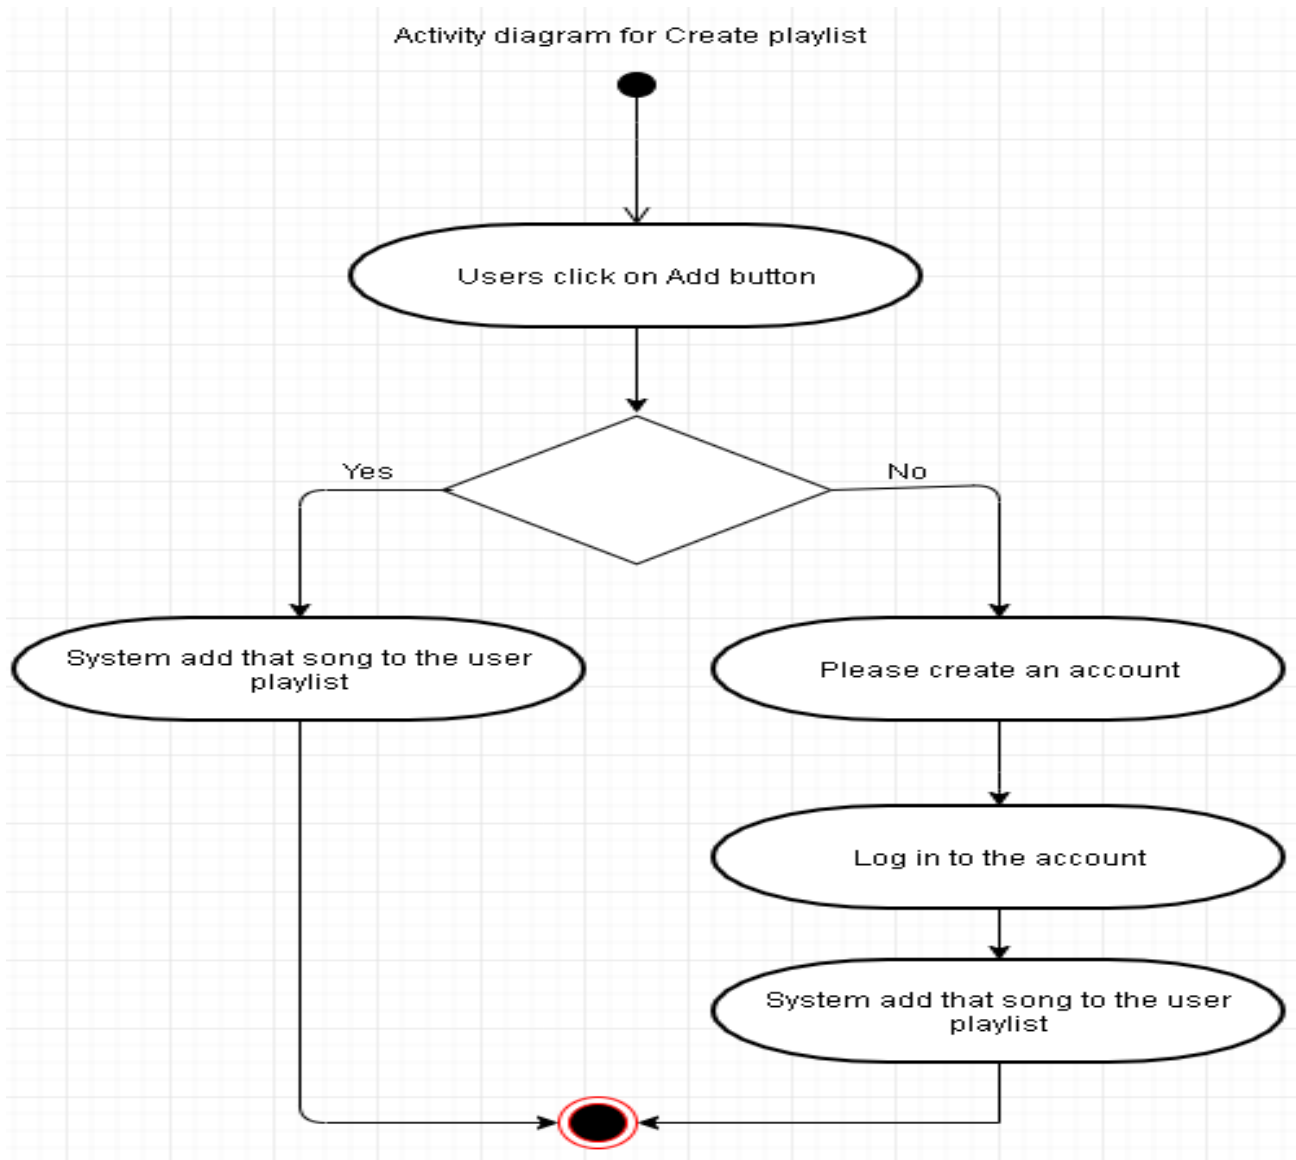 Activity diagram for Create playlist
Users click on Add button
Yes
No
System add that song to the user
playlist
Please create an account
Log in to the account
System add that song to the user
playlist